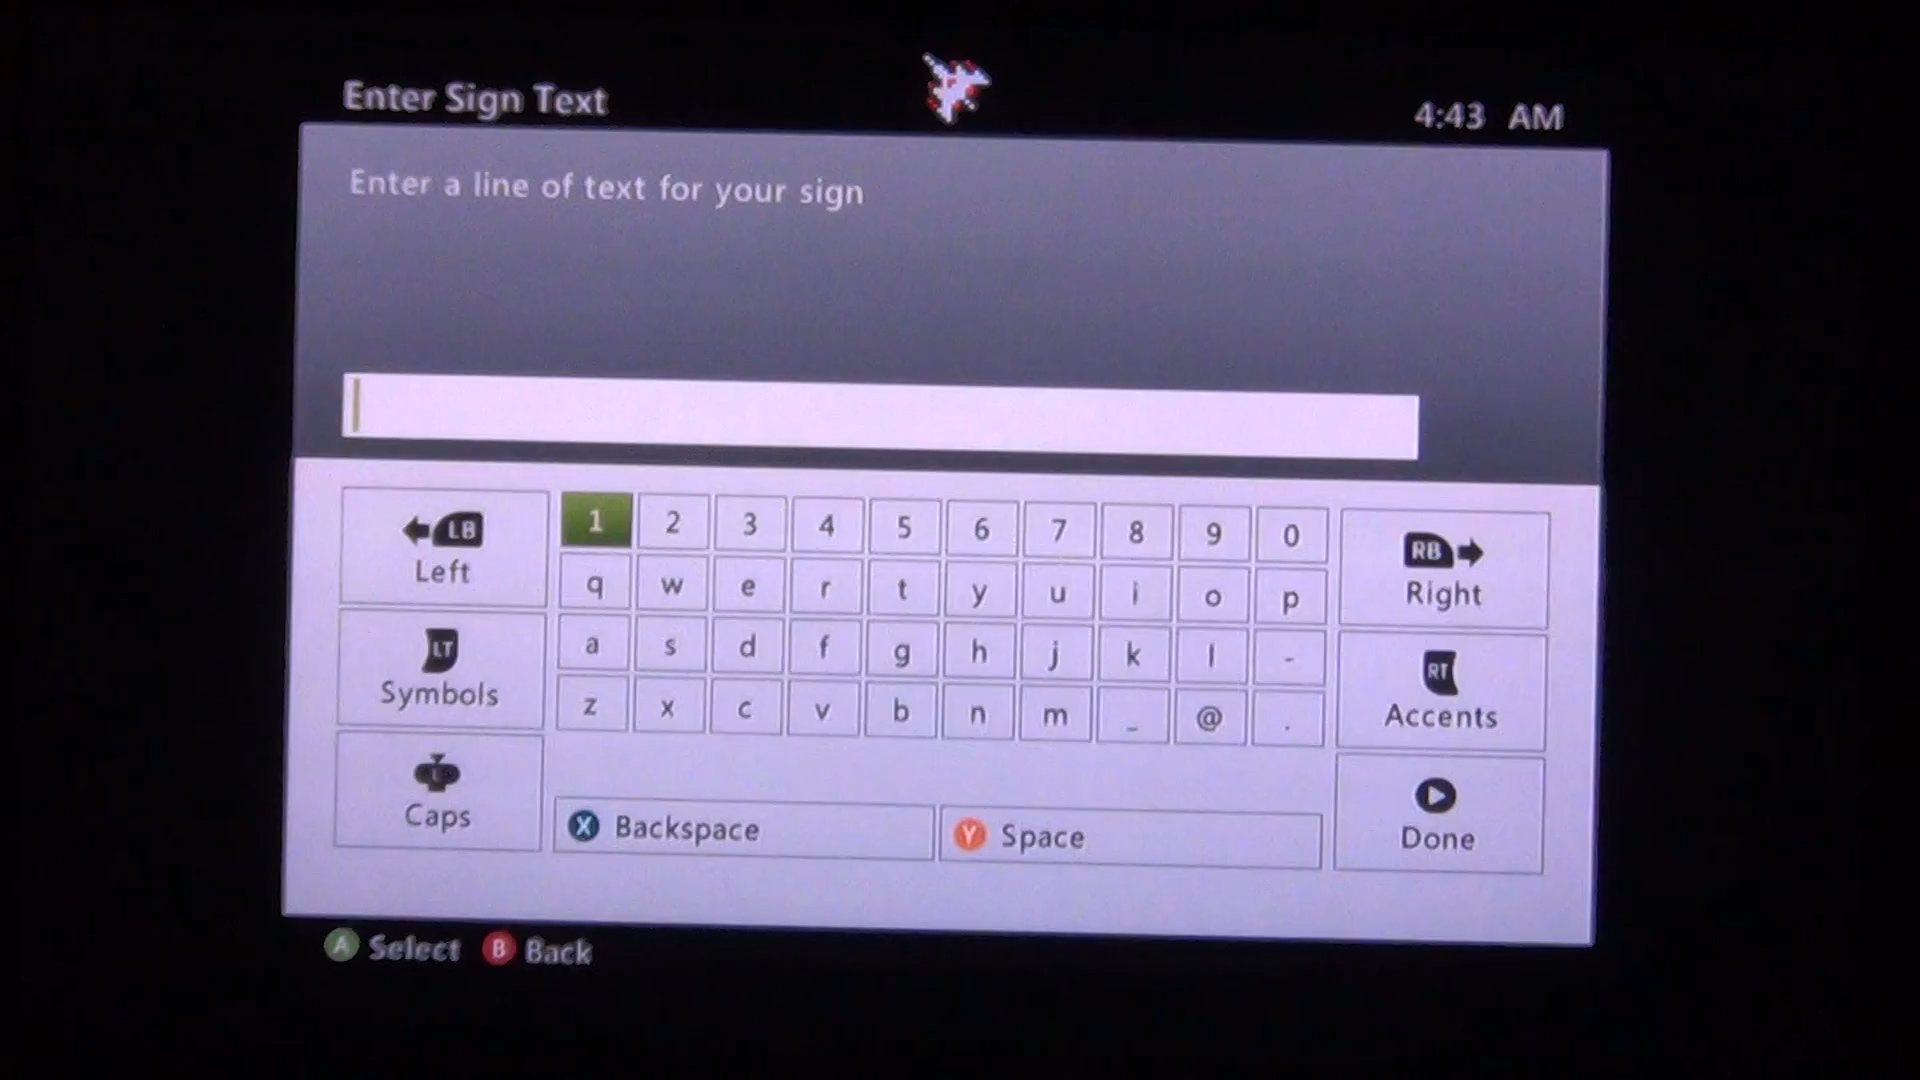 Enter Sign Text
4:43 AM
Enter a line of text for your sign
LB
Left
1 2 3 4 5 6 7 8 9 0
RB
Right
q w e r t y u i o p
LT
Symbols
a s d f g h j k l -
RT
Accents
z x c v b n m _ @ .
L
Caps
X Backspace
Y Space
Done
A Select B Back